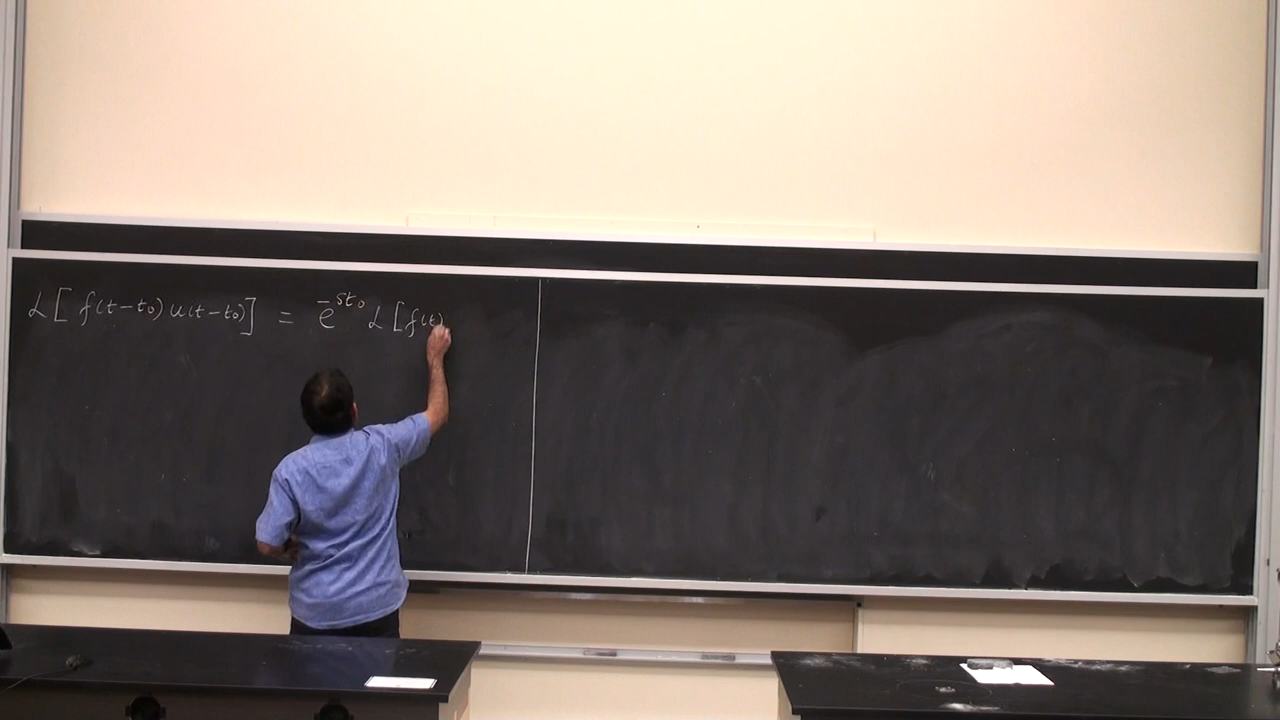 ℒ[f(t-t₀)u(t-t₀)] = e^{-st₀} ℒ[f(t)